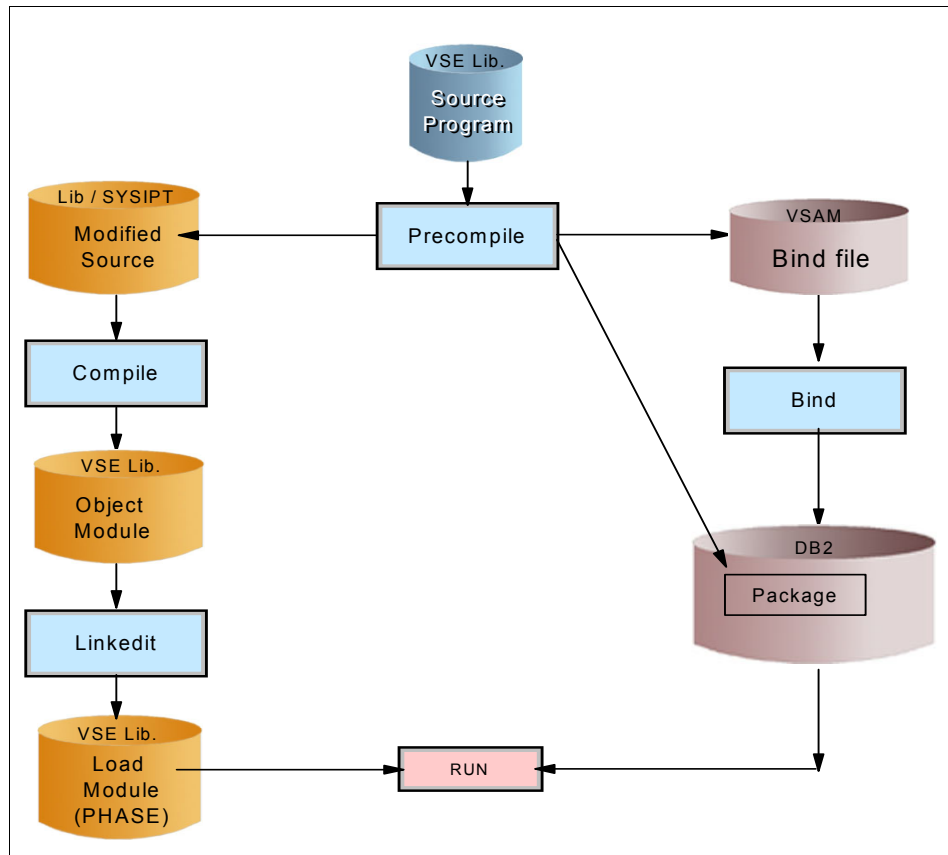 VSE Lib.
Source
Program
Lib / SYSIPT
Modified
Source
Precompile
VSAM
Bind file
Compile
Bind
VSE Lib.
Object
Module
DB2
Package
Linkedit
VSE Lib.
Load
Module
(PHASE)
RUN